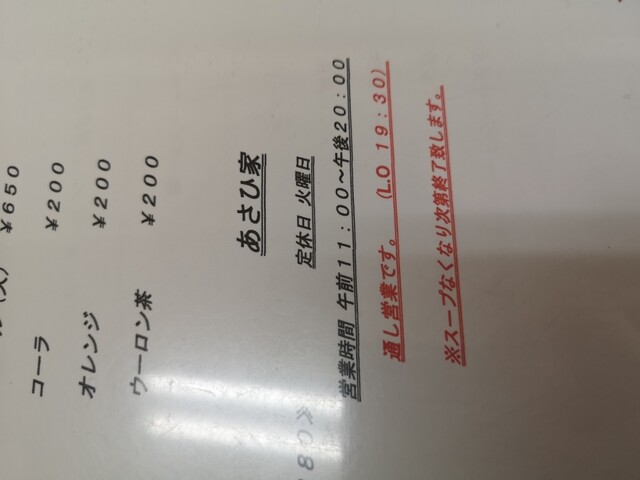 ¥650
コーラ ¥200
オレンジ ¥200
ウーロン茶 ¥200
あさひ家
定休日 火曜日
営業時間 午前11:00~午後20:00
通し営業です。 (L.O 19:30)
※スープなくなり次第終了致します。